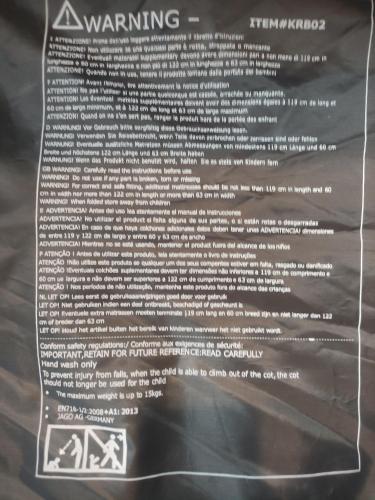 WARNING - ITEM#KRB02
I ATTENZIONE! Prima dell'uso leggere attentamente il libretto d'istruzioni
ATTENZIONE! Non utilizzare se una qualsiasi parte è rotta, strappata o mancante
ATTENZIONE! Eventuali materassi supplementary devono avere dimensioni pari a non meno di 119 cm in
lunghezza e 60 cm in larghezza e non più di 122 cm in lunghezza o 63 cm in larghezza
ATTENZIONE! Quando non in uso, tenere il prodotto lontano dalla portata dei bambini
F ATTENTION! Avant l'emploi, lire attentivement la notice d'utilisation
ATTENTION! Ne pas l'utiliser si une partie quelconque est cassée, arrachée ou manquante.
ATTENTION! Les éventuel matelas supplémentaires doivent avoir des dimensions égales à 119 cm de long et
60 cm de large minimum, et à 122 cm de long et 63 cm de large maximum.
ATTENTION! Quand on ne s'en sert pas, ranger le produit hors de la portée des enfants
D WARNUNG! Vor Gebrauch bitte sorgfältig diese Gebrauchsanweisung lesen.
WARNUNG! Verwenden Sie Reisebettnicht, wenn Teile davon zerbrochen oder zerrissen sind oder fehlen
WARNUNG! Eventuelle zusätzliche Matratzen müssen Abmessungen von mindestens 119 cm Länge und 60 cm
Breite und höchstens 122 cm Länge und 63 cm Breite haben
WARNUNG! Wenn das Produkt nicht benutzt wird, halten Sie es stets von Kindern fern
GB WARNING! Carefully read the instructions before use
WARNING! Do not use if any part is broken, torn or missing
WARNING! For correct and safe fitting, additional mattresses should be not less than 119 cm in length and 60
cm in width nor more than 122 cm in length or more than 63 cm in width
WARNING! When folded store away from children
E ADVERTENCIA! Antes del uso lea atentamente el manual de instrucciones
ADVERTENCIA! No utilizar el producto si falta alguna de sus partes, o si están rotas o desgarradas
ADVERTENCIA! En caso de que haya colchones adicionales éstos deben tener unas ADVERTENCIA! dimensiones
de entre 119 y 122 cm de largo y entre 60 y 63 cm de ancho
ADVERTENCIA! Mientras no se esté usando, mantener el product fuera del alcance de los niños
P ATENÇÃO ! Antes de utilizar este produto, leia atentamente o livro de instruções
ATENÇÃO !Não utilize este produto se qualquer um dos seus componentes estiver em falta, rasgado ou danificado
ATENÇÃO !Eventuais colchões suplementares devem ter dimensões não inferiores a 119 cm de comprimento e
60 cm de largura e não devem ser superiores a 122 cm de comprimento e 63 cm de largura
ATENÇÃO ! Nos períodos de não utilização, mantenha este produto fora do alcance das crianças
NL LET OP! Lees eerst de gebruiksaanwijzingen goed door voor gebruik
LET OP! Niet gebruiken indien een deel ontbreekt, beschadigd of gescheurd is
LET OP! Eventuele extra matrassen moeten tenminste 119 cm lang en 60 cm breed zijn en niet langer dan 122
cm of breder dan 63 cm
LET OP! Houd het artikel buiten het bereik van kinderen wanneer het niet gebruikt wordt.
Conform safety regulations:/ Conforme aux exigences de sécurité:
IMPORTANT,RETAIN FOR FUTURE REFERENCE:READ CAREFULLY
Hand wash only
To prevent injury from falls, when the child is able to climb out of the cot, the cot
should not longer be used for the child
• The maximum weight is up to 15kgs.
• EN716-1/2:2008+A1: 2013
• JAGO AG -GERMANY